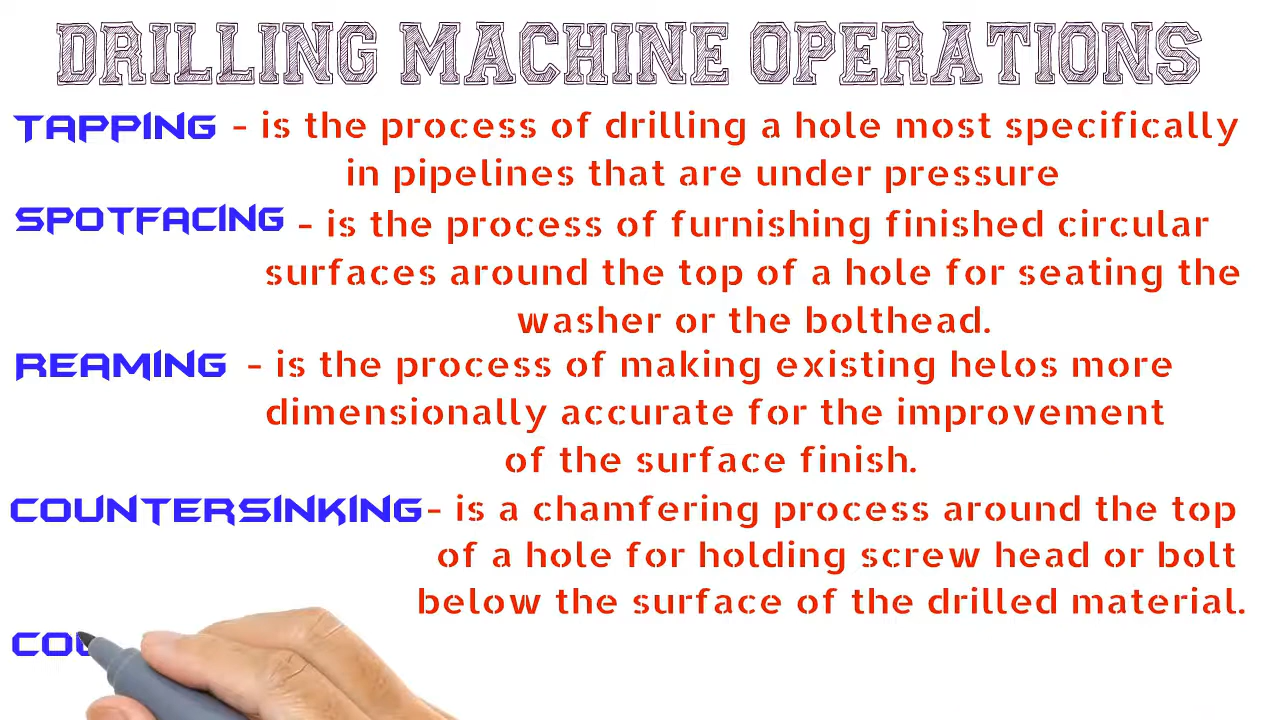 DRILLING MACHINE OPERATIONS
TAPPING - is the process of drilling a hole most specifically
in pipelines that are under pressure
SPOTFACING - is the process of furnishing finished circular
surfaces around the top of a hole for seating the
washer or the bolthead.
REAMING - is the process of making existing helos more
dimensionally accurate for the improvement
of the surface finish.
COUNTERSINKING - is a chamfering process around the top
of a hole for holding screw head or bolt
below the surface of the drilled material.